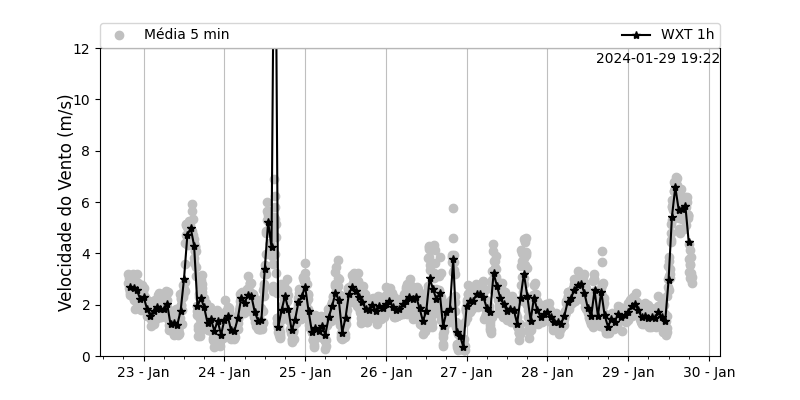 Média 5 min
WXT 1h
2024-01-29 19:22
Velocidade do Vento (m/s)
12
10
8
6
4
2
0
23 - Jan
24 - Jan
25 - Jan
26 - Jan
27 - Jan
28 - Jan
29 - Jan
30 - Jan